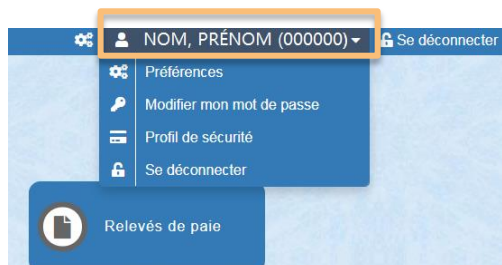 NOM, PRÉNOM (000000) Se déconnecter
Préférences
Modifier mon mot de passe
Profil de sécurité
Se déconnecter
Relevés de paie